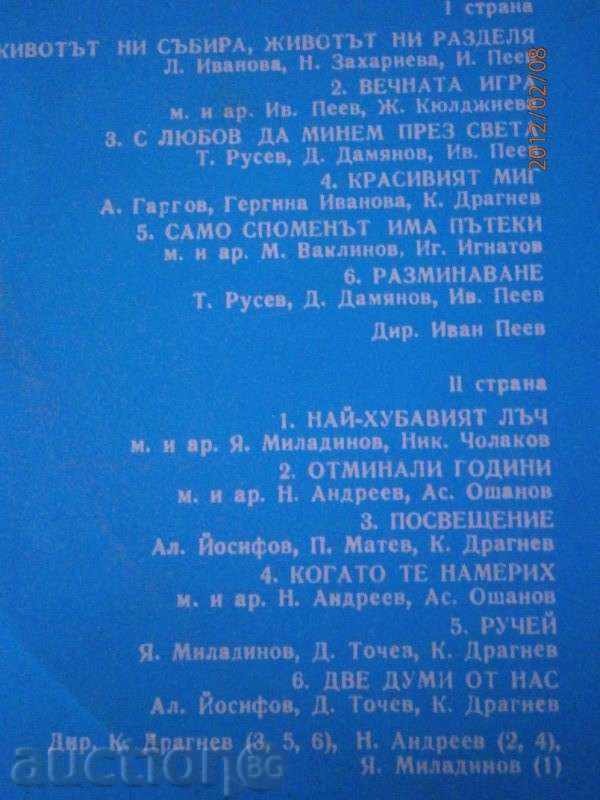 I страна
ЖИВОТЪТ НИ СЪБИРА, ЖИВОТЪТ НИ РАЗДЕЛЯ
Л. Иванова, Н. Захариева, И. Пеев
2. ВЕЧНАТА ИГРА
м. и ар. Ив. Пеев, Ж. Кюлджиева
3. С ЛЮБОВ ДА МИНЕМ ПРЕЗ СВЕТА
Т. Русев, Д. Дамянов, Ив. Пеев
4. КРАСИВИЯТ МИГ
А. Гаргов, Гергина Иванова, К. Драгнев
5. САМО СПОМЕНЪТ ИМА ПЪТЕКИ
м. и ар. М. Ваклинов, Иг. Игнатов
6. РАЗМИНАВАНЕ
Т. Русев, Д. Дамянов, Ив. Пеев
Дир. Иван Пеев
II страна
1. НАЙ-ХУБАВИЯТ ЛЪЧ
м. и ар. Я. Миладинов, Ник. Чолаков
2. ОТМИНАЛИ ГОДИНИ
м. и ар. Н. Андреев, Ас. Ошанов
3. ПОСВЕЩЕНИЕ
Ал. Йосифов, П. Матев, К. Драгнев
4. КОГАТО ТЕ НАМЕРИХ
м. и ар. Н. Андреев, Ас. Ошанов
5. РУЧЕЙ
Я. Миладинов, Д. Точев, К. Драгнев
6. ДВЕ ДУМИ ОТ НАС
Ал. Йосифов, Д. Точев, К. Драгнев
Дир. К. Драгнев (3, 5, 6), Н. Андреев (2, 4),
Я. Миладинов (1)
2012/02/08
auction BG